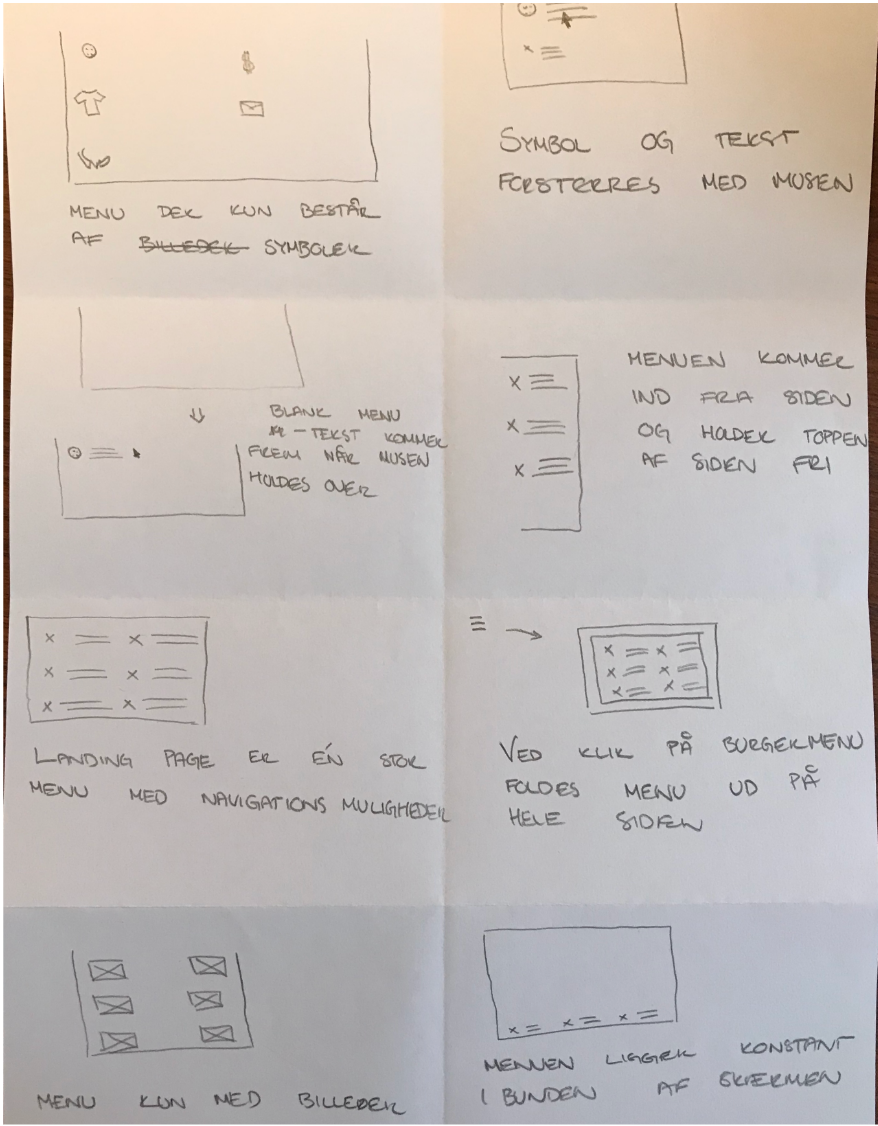 MENU DER KUN BESTÅR
AF BILLEDER SYMBOLER
SYMBOL OG TEKST
FORSTØRRES MED MUSEN
BLANK MENU
- TEKST KOMMER
FREM NÅR MUSEN
HOLDES OVER
MENUEN KOMMER
IND FRA SIDEN
OG HOLDER TOPPEN
AF SIDEN FRI
LANDING PAGE ER ÉN STOR
MENU MED NAVIGATIONS MULIGHEDER
VED KLIK PÅ BURGERMENU
FOLDES MENU UD PÅ
HELE SIDEN
MENU KUN MED BILLEDER
MENUEN LIGGER KONSTANT
I BUNDEN AF SKÆRMEN